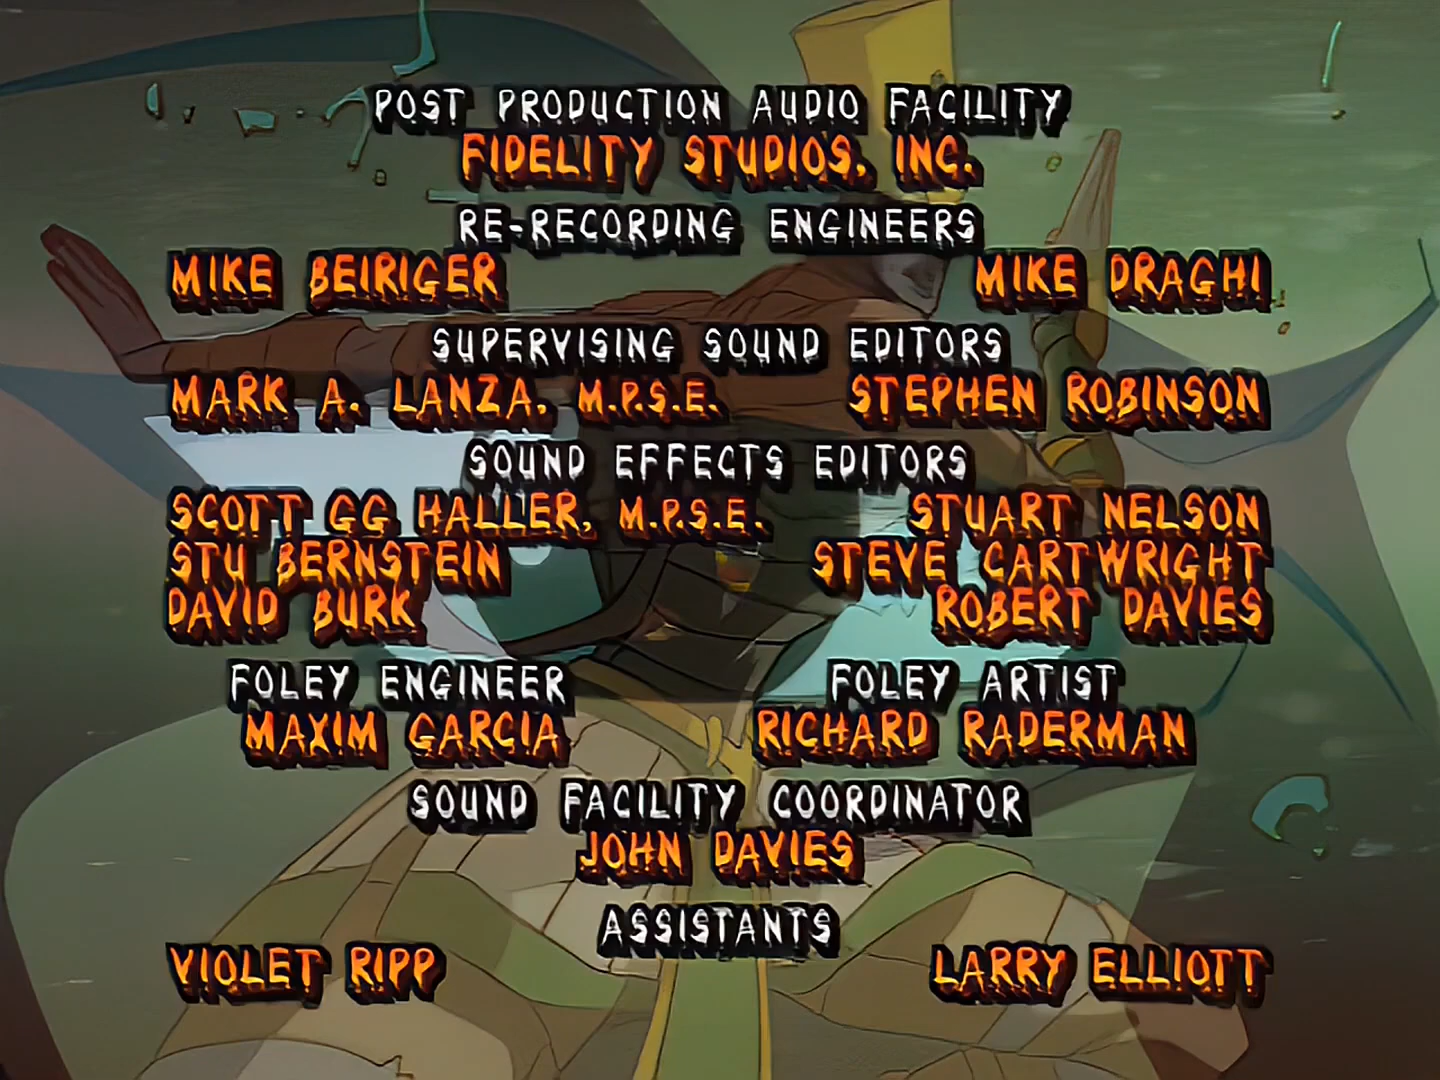 POST PRODUCTION AUDIO FACILITY
FIDELITY STUDIOS, INC.
RE-RECORDING ENGINEERS
MIKE BEIRIGER MIKE DRAGHI
SUPERVISING SOUND EDITORS
MARK A. LANZA, M.P.S.E. STEPHEN ROBINSON
SOUND EFFECTS EDITORS
SCOTT GG HALLER, M.P.S.E. STUART NELSON
STU BERNSTEIN STEVE CARTWRIGHT
DAVID BURK ROBERT DAVIES
FOLEY ENGINEER FOLEY ARTIST
MAXIM GARCIA RICHARD RADERMAN
SOUND FACILITY COORDINATOR
JOHN DAVIES
ASSISTANTS
VIOLET RIPP LARRY ELLIOTT